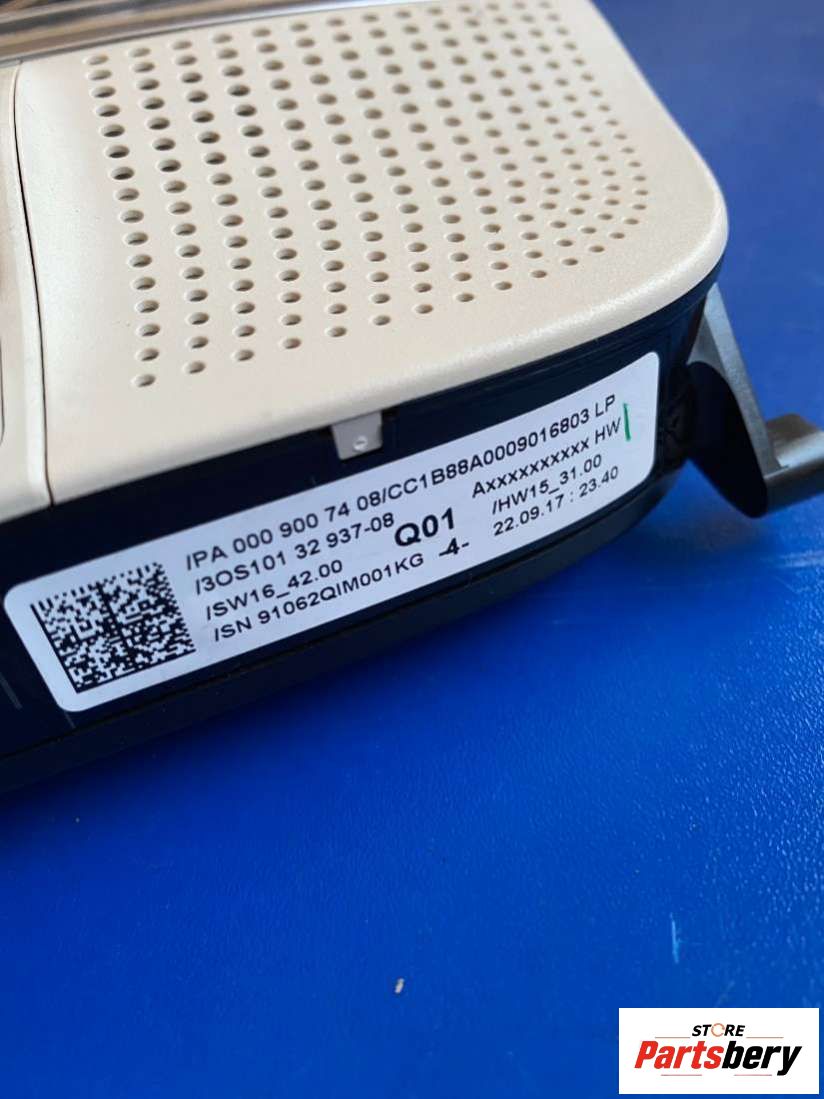 /PA 000 900 74 08/CC1B88A0009016803 LP
/3OS101 32 937-08 Axxxxxxxxxx HW
/SW16_42.00 Q01 /HW15_31.00
/SN 91062QIM001KG -4- 22.09.17 : 23.40
STORE
Partsbery